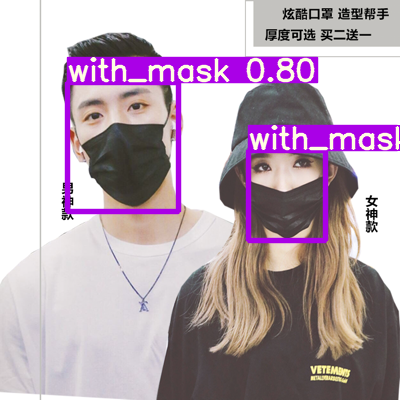 炫酷口罩 造型帮手
厚度可选 买二送一
with_mask 0.80
with_mask
男神款
女神款
VETEMENTS